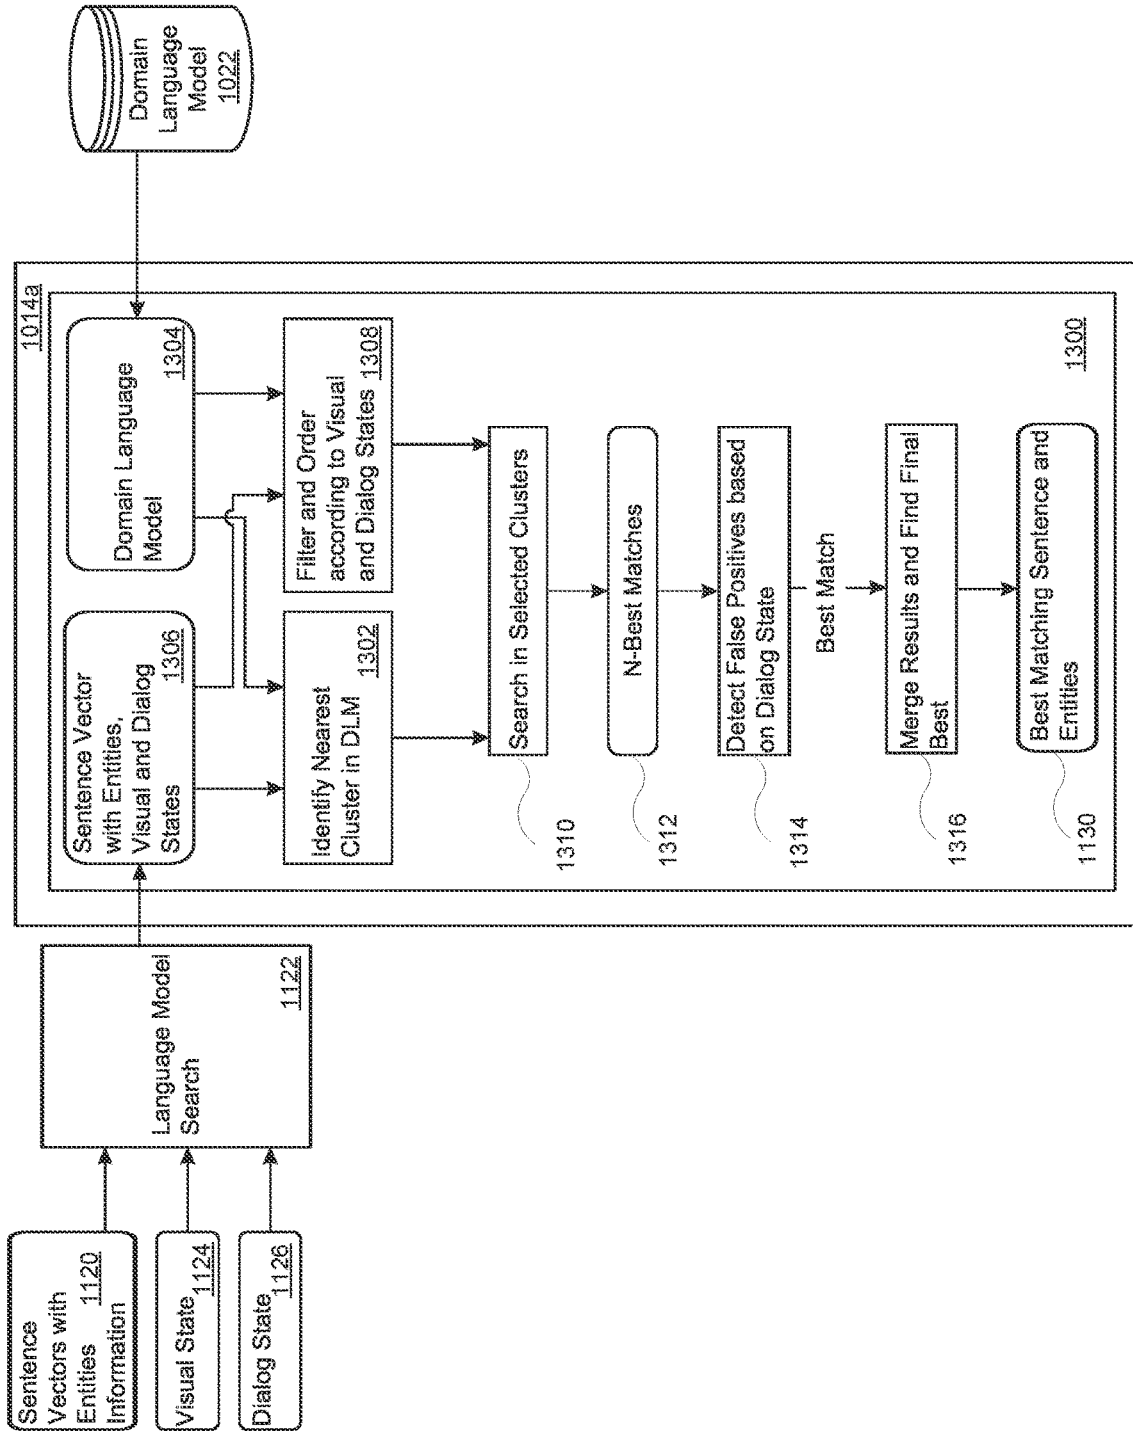 Sentence
Vectors with
Entities 1120
Information
Visual State
1124
Dialog State
1126
Language Model
Search
1122
1014a
Sentence Vector
with Entities,
Visual and Dialog
States 1306
Domain Language
Model 1304
Domain
Language
Model
1022
Identify Nearest
Cluster in DLM 1302
Filter and Order
according to Visual
and Dialog States 1308
1310
Search in Selected Clusters
1312
N-Best Matches
1314
Detect False Positives based
on Dialog State
Best Match
1316
Merge Results and Find Final
Best
1130
Best Matching Sentence and
Entities
1300